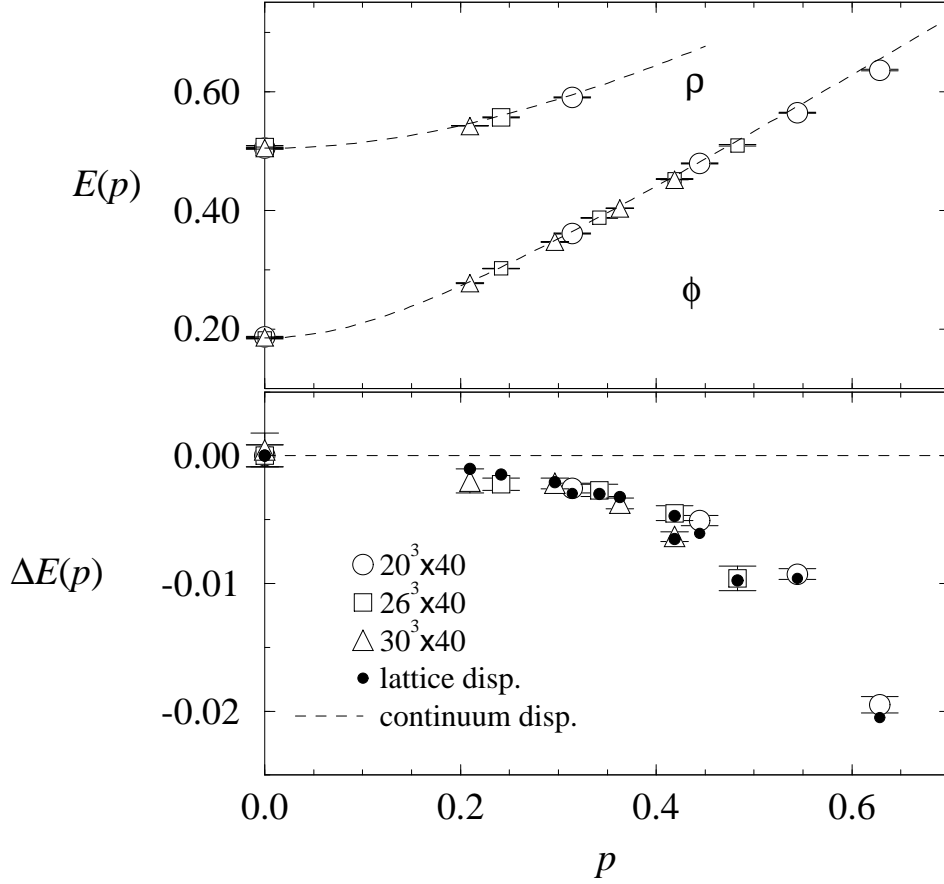 0.60
ρ
E(p)
0.40
ϕ
0.20
0.00
ΔE(p)
20³x40
-0.01
26³x40
30³x40
lattice disp.
-0.02
continuum disp.
0.0 0.2 0.4 0.6
p